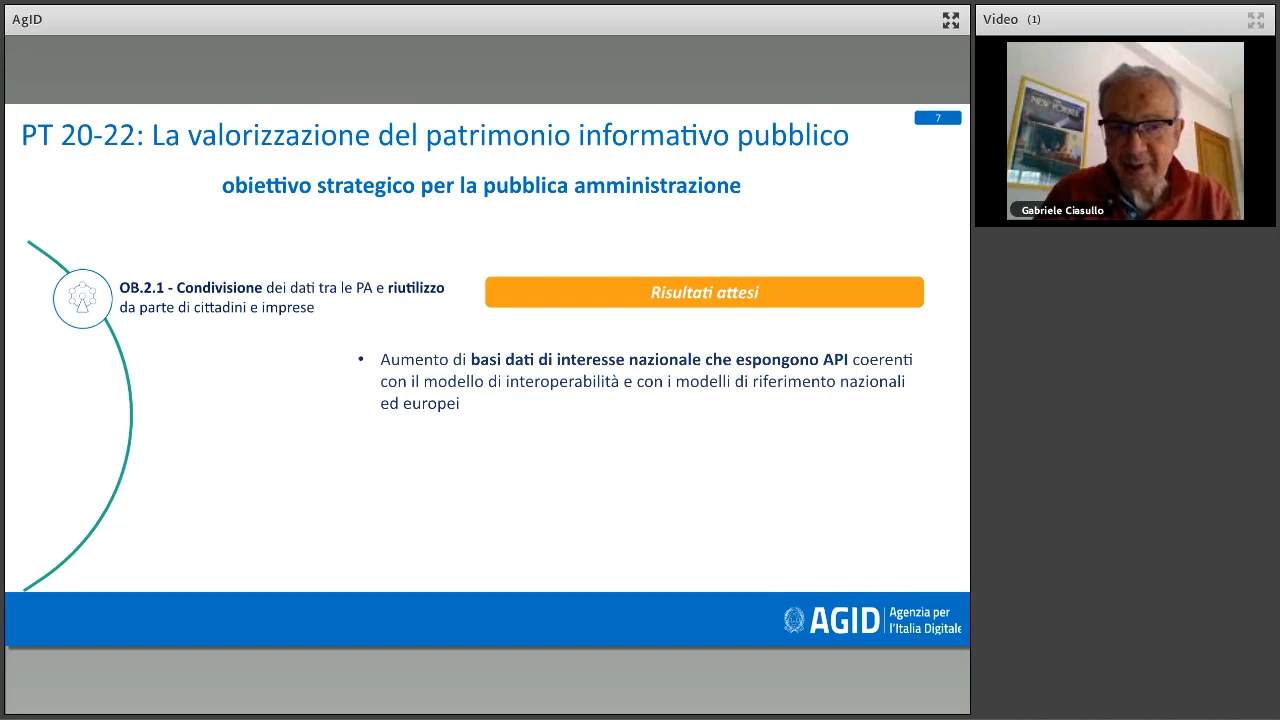 AgID
Video (1)
NEW YORK
Gabriele Ciasullo
7
PT 20-22: La valorizzazione del patrimonio informativo pubblico
obiettivo strategico per la pubblica amministrazione
OB.2.1 - Condivisione dei dati tra le PA e riutilizzo
da parte di cittadini e imprese
Risultati attesi
• Aumento di basi dati di interesse nazionale che espongono API coerenti
con il modello di interoperabilità e con i modelli di riferimento nazionali
ed europei
AGID Agenzia per
l'Italia Digitale